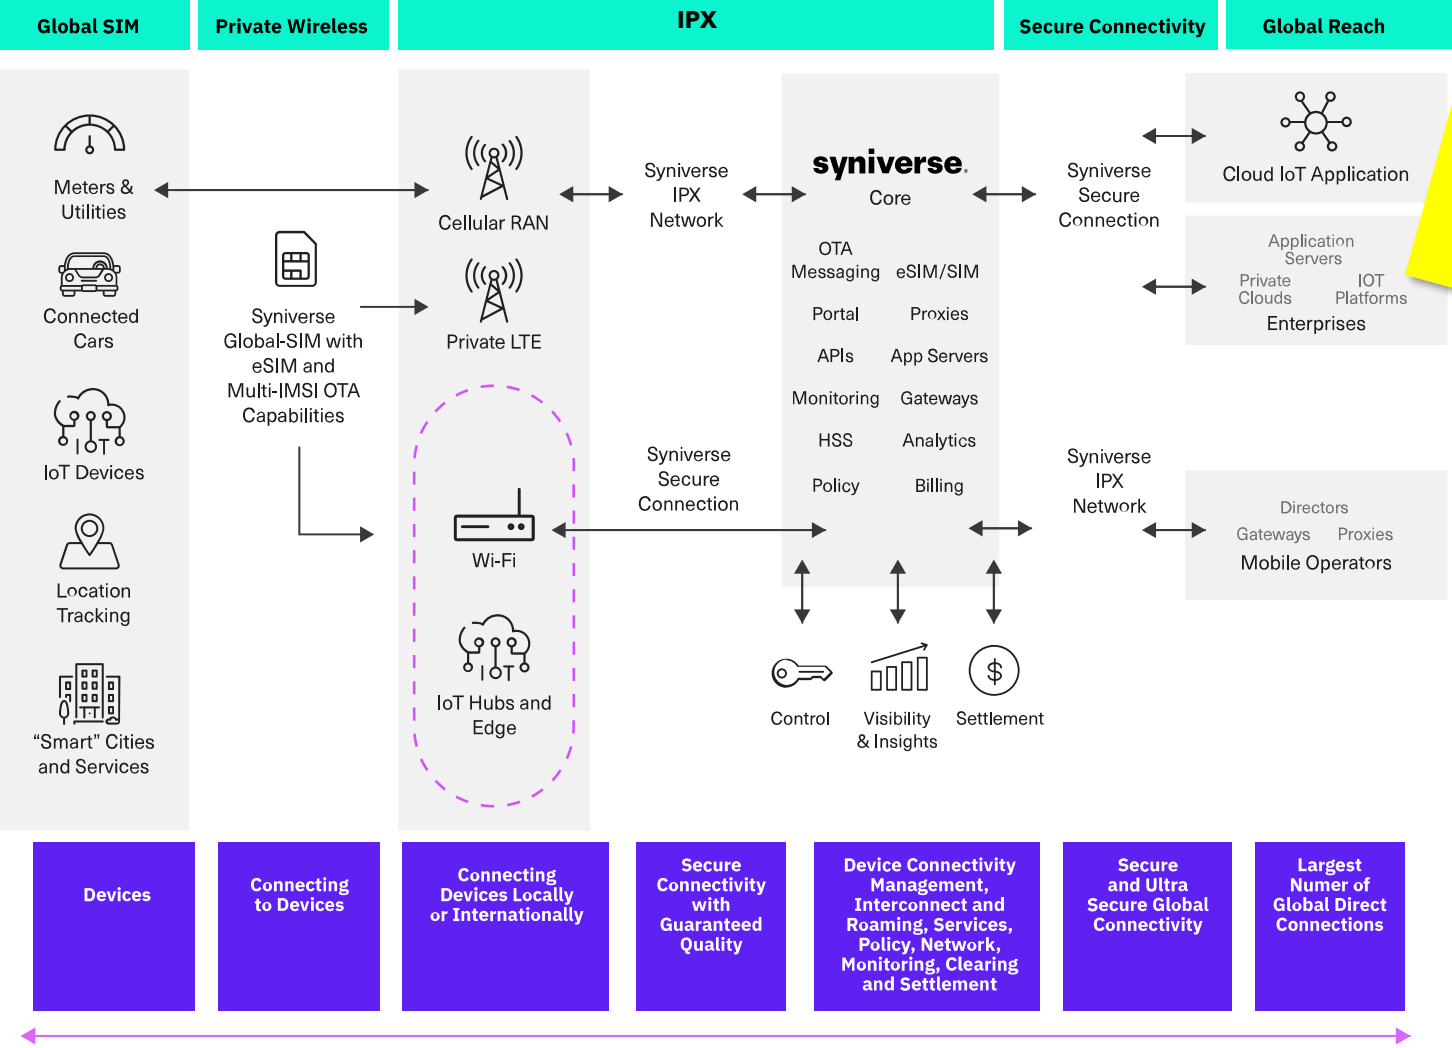 Global SIM
Private Wireless
IPX
Secure Connectivity
Global Reach
Meters &
Utilities
Connected
Cars
IOT
IoT Devices
Location
Tracking
“Smart” Cities
and Services
Syniverse
Global-SIM with
eSIM and
Multi-IMSI OTA
Capabilities
Cellular RAN
Private LTE
Wi-Fi
IOT
IoT Hubs and
Edge
Syniverse
IPX
Network
Syniverse
Secure
Connection
syniverse®
Core
OTA
Messaging eSIM/SIM
Portal Proxies
APIs App Servers
Monitoring Gateways
HSS Analytics
Policy Billing
Control
Visibility
& Insights
$
Settlement
Syniverse
Secure
Connection
Syniverse
IPX
Network
Cloud IoT Application
Application
Servers
Private
Clouds
IOT
Platforms
Enterprises
Directors
Gateways Proxies
Mobile Operators
Devices
Connecting
to Devices
Connecting
Devices Locally
or Internationally
Secure
Connectivity
with
Guaranteed
Quality
Device Connectivity
Management,
Interconnect and
Roaming, Services,
Policy, Network,
Monitoring, Clearing
and Settlement
Secure
and Ultra
Secure Global
Connectivity
Largest
Numer of
Global Direct
Connections